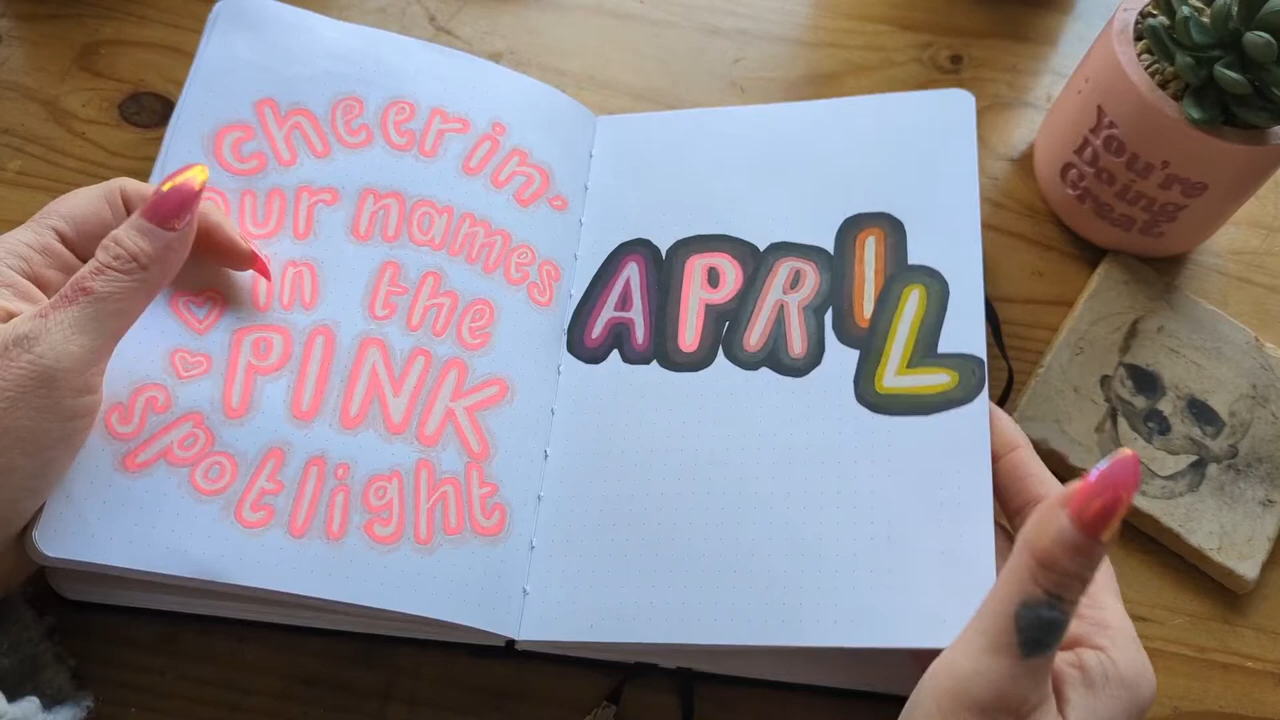 cheerin'
our names
in the
PINK
spotlight
APRIL
You're
Doing
Great